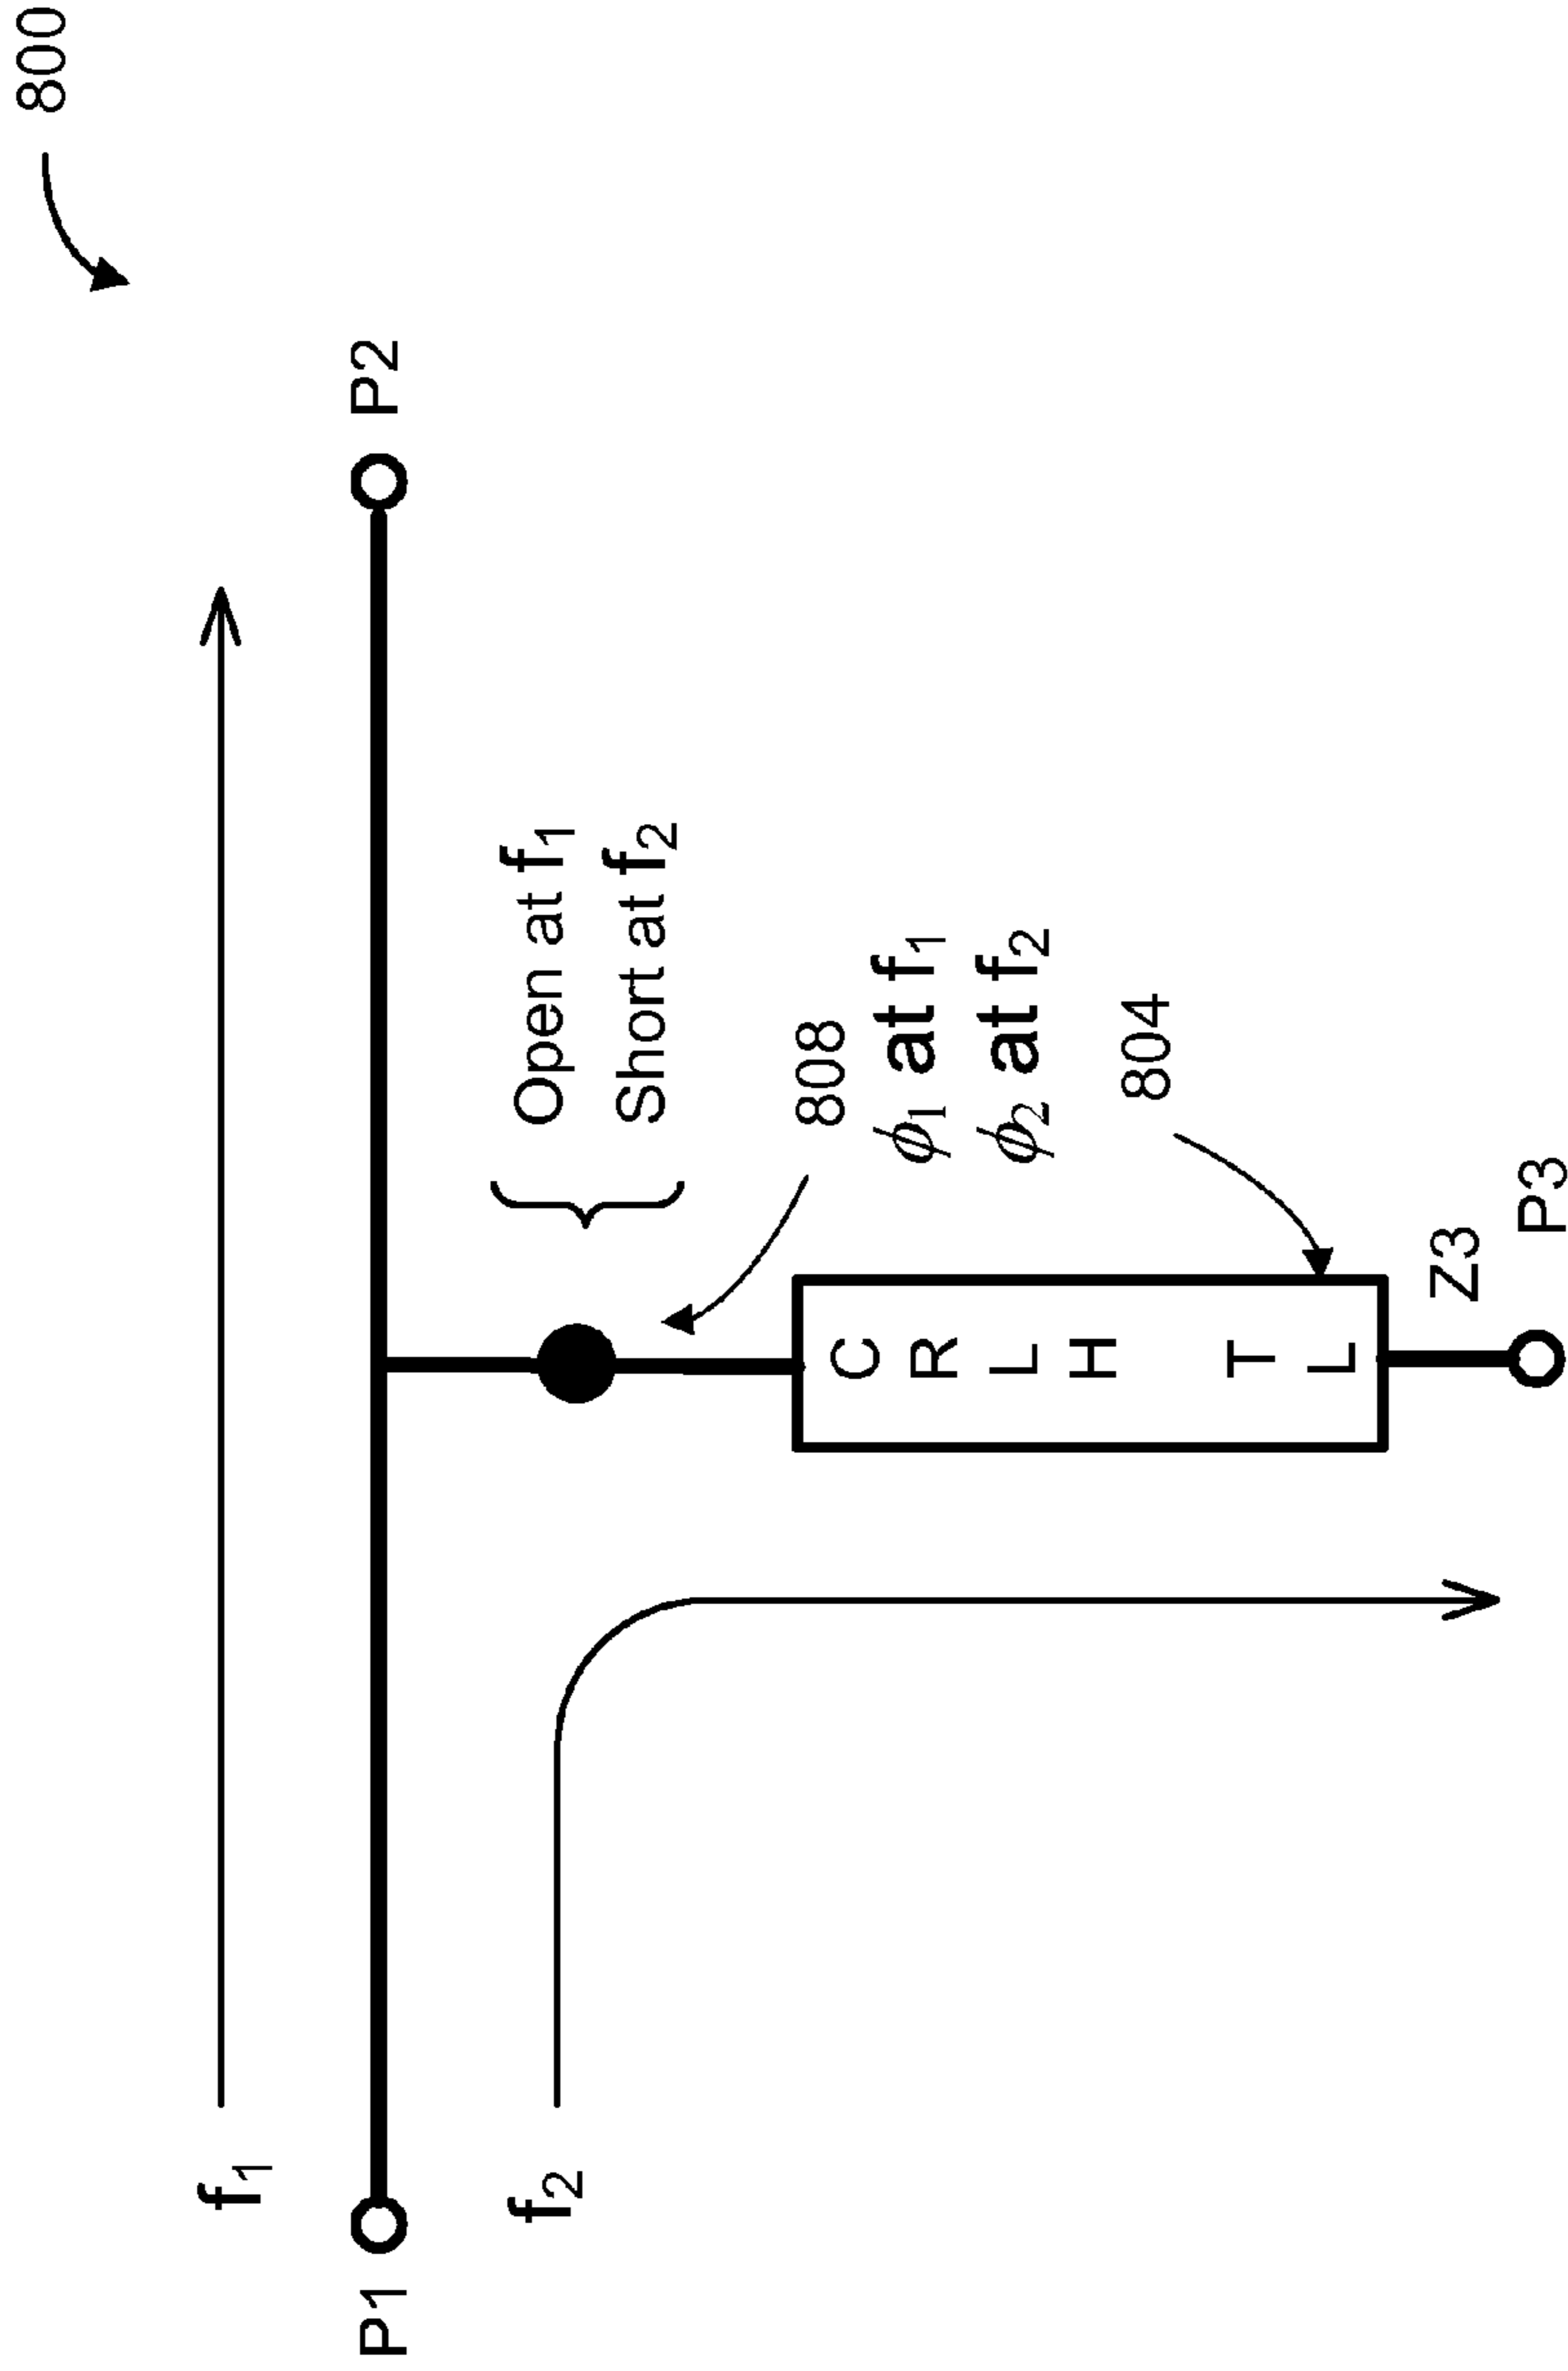 800
f1
P1
P2
f2
Open at f1
Short at f2
808
ϕ1 at f1
ϕ2 at f2
804
CRLH TL
Z3
P3